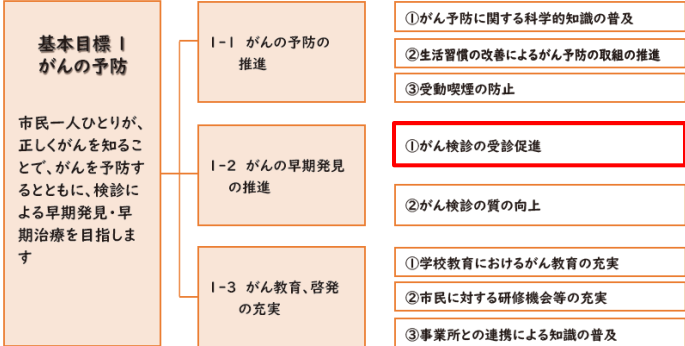 基本目標Ⅰ
がんの予防
市民一人ひとりが、
正しくがんを知るこ
とで、がんを予防す
るとともに、検診に
よる早期発見・早
期治療を目指しま
す
Ⅰ-Ⅰ がんの予防の
推進
①がん予防に関する科学的知識の普及
②生活習慣の改善によるがん予防の取組の推進
③受動喫煙の防止
Ⅰ-2 がんの早期発見
の推進
①がん検診の受診促進
②がん検診の質の向上
Ⅰ-3 がん教育、啓発
の充実
①学校教育におけるがん教育の充実
②市民に対する研修機会等の充実
③事業所との連携による知識の普及